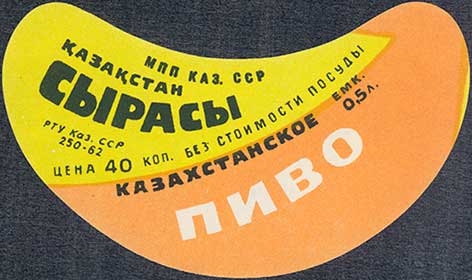 МПП КАЗ. ССР
ҚАЗАҚСТАН
СЫРАСЫ
РТУ Каз. ССР
250-62
ЦЕНА 40 КОП. БЕЗ СТОИМОСТИ ПОСУДЫ
КАЗАХСТАНСКОЕ
ЕМК.
0,5 л.
ПИВО